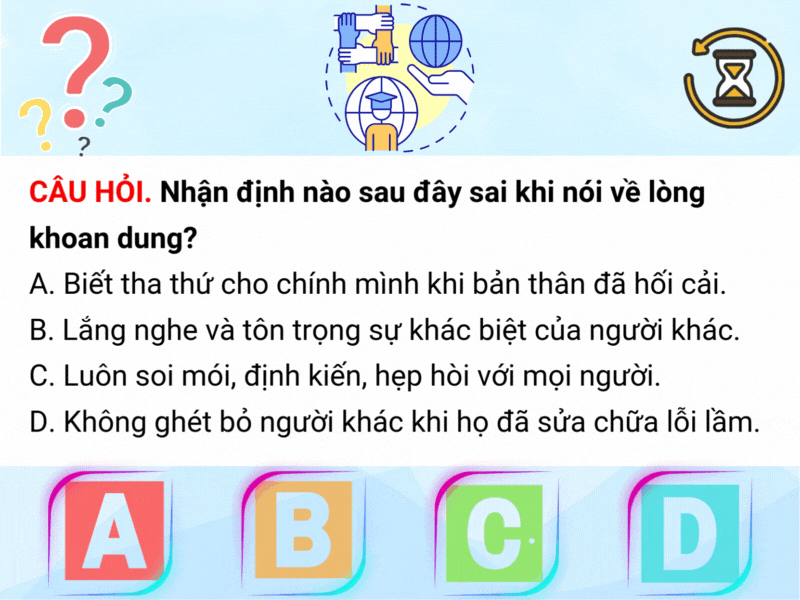 ? ? ? ?
CÂU HỎI. Nhận định nào sau đây sai khi nói về lòng
khoan dung?
A. Biết tha thứ cho chính mình khi bản thân đã hối cải.
B. Lắng nghe và tôn trọng sự khác biệt của người khác.
C. Luôn soi mói, định kiến, hẹp hòi với mọi người.
D. Không ghét bỏ người khác khi họ đã sửa chữa lỗi lầm.
A B C D